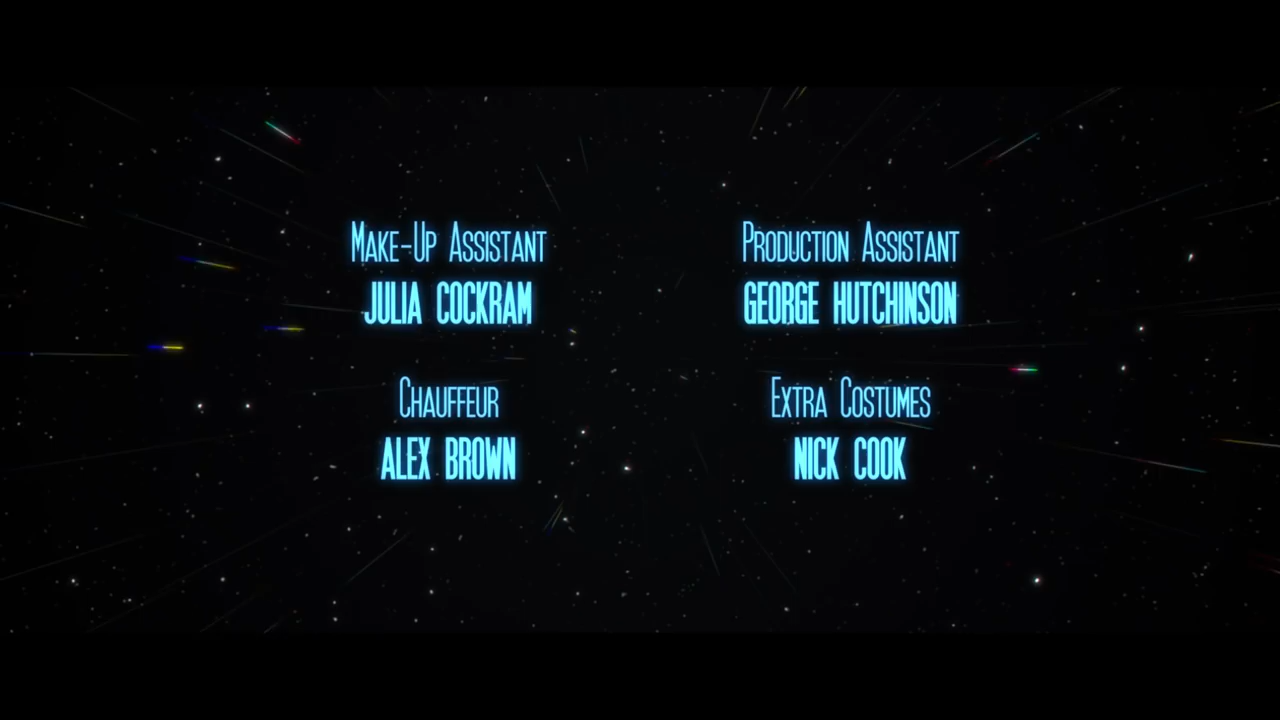 Make-Up Assistant
JULIA COCKRAM
Production Assistant
GEORGE HUTCHINSON
Chauffeur
ALEX BROWN
Extra Costumes
NICK COOK